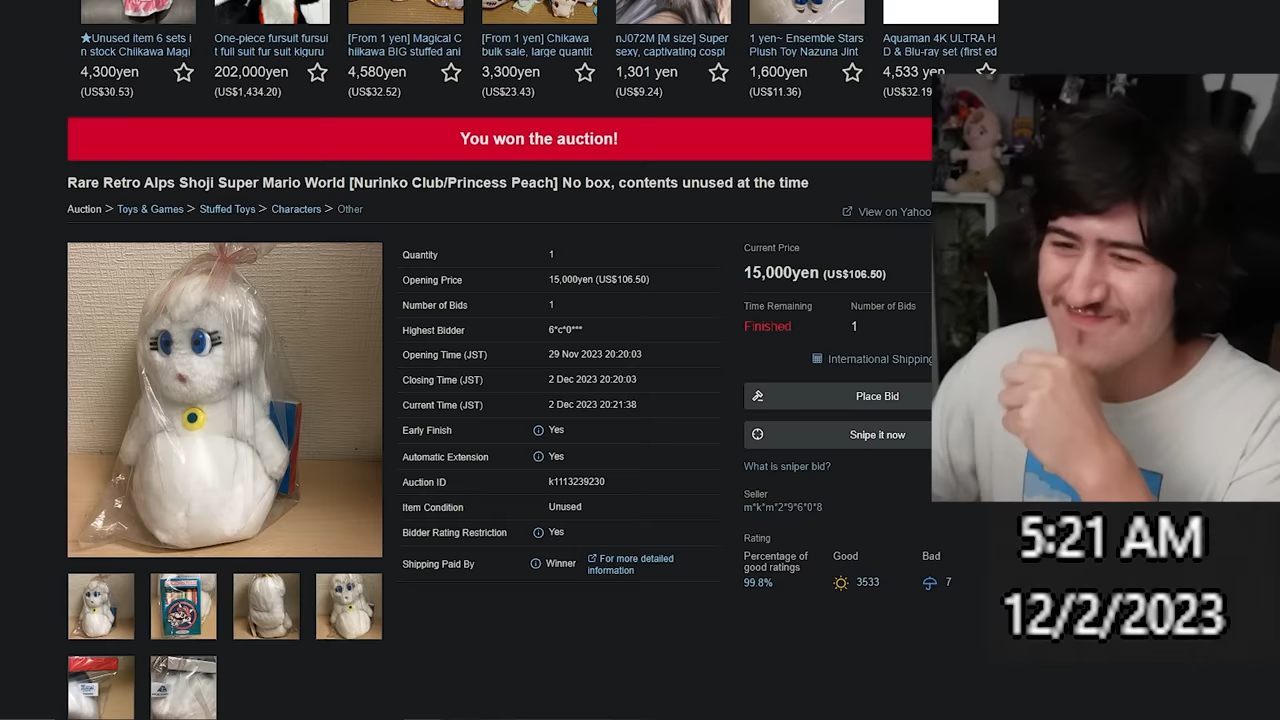 ★Unused item 6 sets i
n stock Chiikawa Magi
4,300yen
(US$30.53)
One-piece fursuit fursui
t full suit fur suit kiguru
202,000yen
(US$1,434.20)
[From 1 yen] Magical C
hiikawa BIG stuffed ani
4,580yen
(US$32.52)
[From 1 yen] Chiikawa
bulk sale, large quantit
3,300yen
(US$23.43)
nJ072M [M size] Super
sexy, captivating cospl
1,301 yen
(US$9.24)
1 yen~ Ensemble Stars
Plush Toy Nazuna Jint
1,600yen
(US$11.36)
Aquaman 4K ULTRA H
D & Blu-ray set (first ed
4,533 yen
(US$32.19
You won the auction!
Rare Retro Alps Shoji Super Mario World [Nurinko Club/Princess Peach] No box, contents unused at the time
Auction > Toys & Games > Stuffed Toys > Characters > Other
View on Yahoo
Quantity 1
Opening Price 15,000yen (US$106.50)
Number of Bids 1
Highest Bidder 6*c*0***
Opening Time (JST) 29 Nov 2023 20:20:03
Closing Time (JST) 2 Dec 2023 20:20:03
Current Time (JST) 2 Dec 2023 20:21:38
Early Finish Yes
Automatic Extension Yes
Auction ID k1113239230
Item Condition Unused
Bidder Rating Restriction Yes
Shipping Paid By Winner For more detailed
information
Current Price
15,000yen (US$106.50)
Time Remaining Number of Bids
Finished 1
International Shipping
Place Bid
Snipe it now
What is sniper bid?
Seller
m*k*m*2*9*6*0*8
Rating
Percentage of
good ratings
99.8%
Good
3533
Bad
7
5:21 AM
12/2/2023